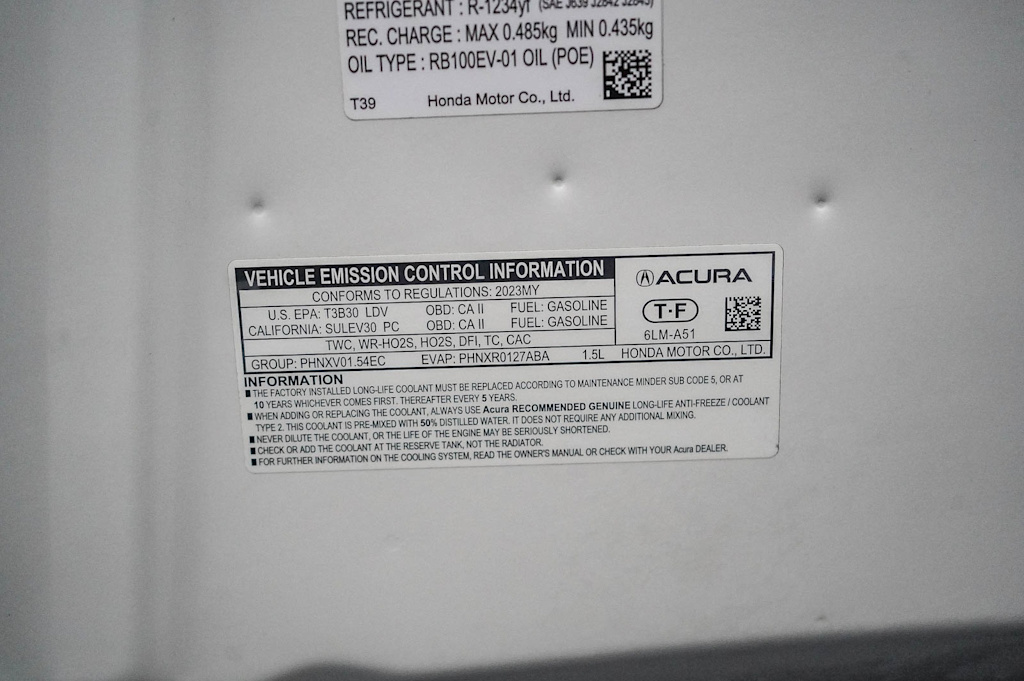 REFRIGERANT : R-1234yf (SAE J639 J2842 J2845)
REC. CHARGE : MAX 0.485kg MIN 0.435kg
OIL TYPE : RB100EV-01 OIL (POE)
T39 Honda Motor Co., Ltd.
VEHICLE EMISSION CONTROL INFORMATION
CONFORMS TO REGULATIONS: 2023MY
U.S. EPA: T3B30 LDV OBD: CA II FUEL: GASOLINE
CALIFORNIA: SULEV30 PC OBD: CA II FUEL: GASOLINE
TWC, WR-HO2S, HO2S, DFI, TC, CAC
GROUP: PHNXV01.54EC EVAP: PHNXR0127ABA 1.5L
ACURA
T·F
6LM-A51
HONDA MOTOR CO., LTD.
INFORMATION
■ THE FACTORY INSTALLED LONG-LIFE COOLANT MUST BE REPLACED ACCORDING TO MAINTENANCE MINDER SUB CODE 5, OR AT
10 YEARS WHICHEVER COMES FIRST. THEREAFTER EVERY 5 YEARS.
■ WHEN ADDING OR REPLACING THE COOLANT, ALWAYS USE Acura RECOMMENDED GENUINE LONG-LIFE ANTI-FREEZE / COOLANT
TYPE 2. THIS COOLANT IS PRE-MIXED WITH 50% DISTILLED WATER. IT DOES NOT REQUIRE ANY ADDITIONAL MIXING.
■ NEVER DILUTE THE COOLANT, OR THE LIFE OF THE ENGINE MAY BE SERIOUSLY SHORTENED.
■ CHECK OR ADD THE COOLANT AT THE RESERVE TANK, NOT THE RADIATOR.
■ FOR FURTHER INFORMATION ON THE COOLING SYSTEM, READ THE OWNER'S MANUAL OR CHECK WITH YOUR Acura DEALER.